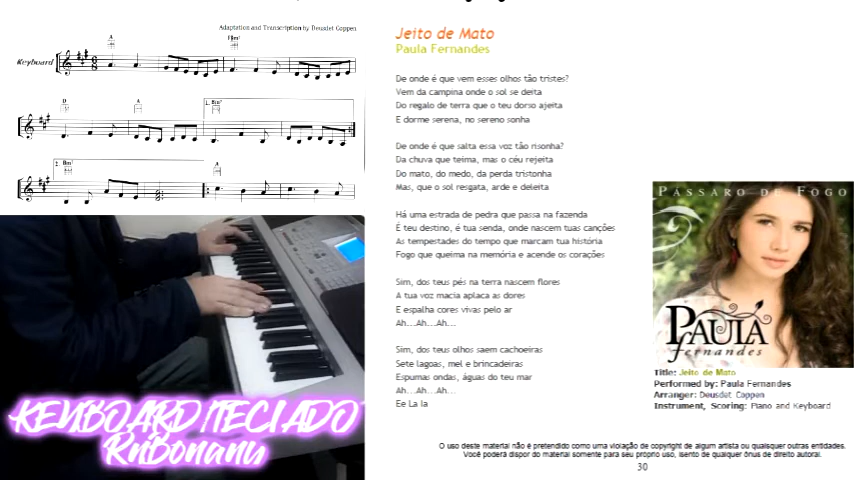 Adaptation and Transcription by Deusdet Coppen
Keyboard
A
F#m7
D
A
1. Bm7
2. Bm7
A
KEYBOARD/TECLADO
RnBonanu
Jeito de Mato
Paula Fernandes
De onde é que vem esses olhos tão tristes?
Vem da campina onde o sol se deita
Do regalo de terra que o teu dorso ajeita
E dorme serena, no sereno sonha
De onde é que salta essa voz tão risonha?
Da chuva que teima, mas o céu rejeita
Do mato, do medo, da perda tristonha
Mas, que o sol resgata, arde e deleita
Há uma estrada de pedra que passa na fazenda
É teu destino, é tua senda, onde nascem tuas canções
As tempestades do tempo que marcam tua história
Fogo que queima na memória e acende os corações
Sim, dos teus pés na terra nascem flores
A tua voz macia aplaca as dores
E espalha cores vivas pelo ar
Ah...Ah...Ah...
Sim, dos teus olhos saem cachoeiras
Sete lagoas, mel e brincadeiras
Espumas ondas, águas do teu mar
Ah...Ah...Ah...
Ee La la
PÁSSARO DE FOGO
PAULA
Fernandes
Title: Jeito de Mato
Performed by: Paula Fernandes
Arranger: Deusdet Coppen
Instrument, Scoring: Piano and Keyboard
O uso deste material não é pretendido como uma violação de copyright de algum artista ou quaisquer outras entidades.
Você poderá dispor do material somente para seu próprio uso, isento de qualquer ônus de direito autoral.
30